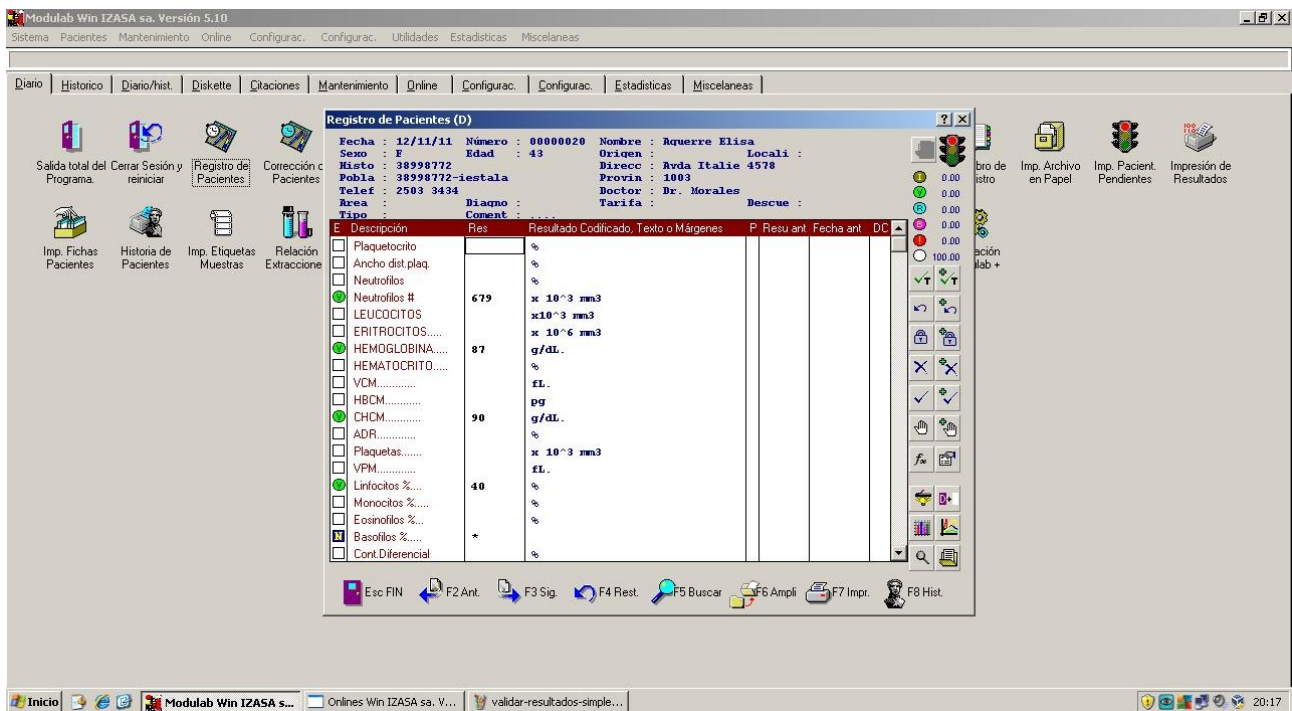 Modulab Win IZASA sa. Versión 5.10
Sistema Pacientes Mantenimiento Online Configurac. Configurac. Utilidades Estadisticas Miscelaneas
Diario Historico Diario/hist. Diskette Citaciones Mantenimiento Online Configurac. Configurac. Estadisticas Miscelaneas
Salida total del Programa.
Cerrar Sesión y reiniciar
Registro de Pacientes
Corrección
Pacientes
Imp. Archivo en Papel
Imp. Pacient. Pendientes
Impresión de Resultados
Imp. Fichas Pacientes
Historia de Pacientes
Imp. Etiquetas Muestras
Relación
Extraccione
Registro de Pacientes (D)
Fecha : 12/11/11 Número : 00000020 Nombre : Aquerre Elisa
Sexo : F Edad : 43 Origen : Locali :
Histo : 38998772 Direcc : Avda Italie 4578
Pobla : 38998772-iestala Provin : 1003
Telef : 2503 3434 Doctor : Dr. Morales
Area : Diagno : Tarifa : Descue :
Tipo : Coment : ....
E Descripción Res Resultado Codificado, Texto o Márgenes P Resu ant Fecha ant DC
Plaquetocrito %
Ancho dist.plaq. %
Neutrofilos %
V Neutrofilos # 679 x 10^3 mm3
LEUCOCITOS x10^3 mm3
ERITROCITOS..... x 10^6 mm3
V HEMOGLOBINA..... 87 g/dL.
HEMATOCRITO..... %
VCM............. fL.
HBCM............ pg
V CHCM............ 90 g/dL.
ADR............. %
Plaquetas....... x 10^3 mm3
VPM............. fL.
V Linfocitos %.... 40 %
Monocitos %..... %
Eosinofilos %... %
N Basofilos %..... *
Cont.Diferencial %
I 0.00
V 0.00
R 0.00
0.00
! 0.00
100.00
Esc FIN F2 Ant. F3 Sig. F4 Rest. F5 Buscar F6 Ampli F7 Impr. F8 Hist.
Inicio Modulab Win IZASA s... Onlines Win IZASA sa. V... validar-resultados-simple... 20:17